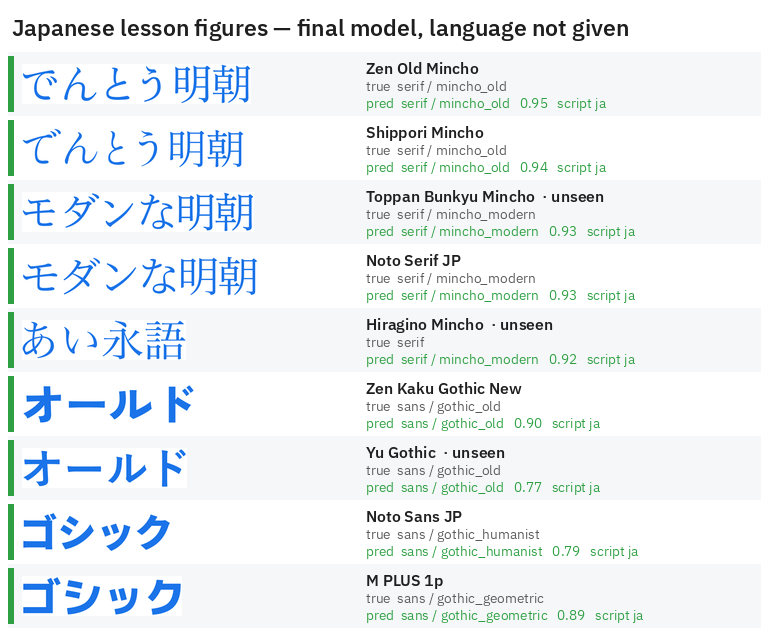 Japanese lesson figures — final model, language not given
でんとう明朝
Zen Old Mincho
true serif / mincho_old
pred serif / mincho_old 0.95 script ja
でんとう明朝
Shippori Mincho
true serif / mincho_old
pred serif / mincho_old 0.94 script ja
モダンな明朝
Toppan Bunkyu Mincho · unseen
true serif / mincho_modern
pred serif / mincho_modern 0.93 script ja
モダンな明朝
Noto Serif JP
true serif / mincho_modern
pred serif / mincho_modern 0.93 script ja
あい永語
Hiragino Mincho · unseen
true serif
pred serif / mincho_modern 0.92 script ja
オールド
Zen Kaku Gothic New
true sans / gothic_old
pred sans / gothic_old 0.90 script ja
オールド
Yu Gothic · unseen
true sans / gothic_old
pred sans / gothic_old 0.77 script ja
ゴシック
Noto Sans JP
true sans / gothic_humanist
pred sans / gothic_humanist 0.79 script ja
ゴシック
M PLUS 1p
true sans / gothic_geometric
pred sans / gothic_geometric 0.89 script ja